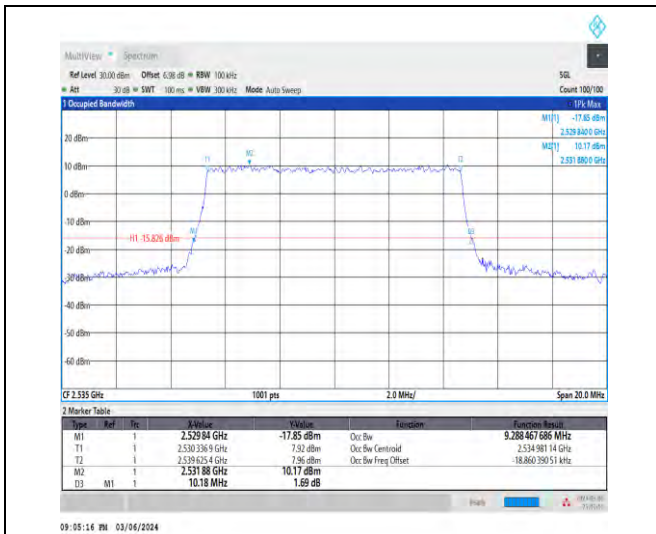 MultiView Spectrum
Ref Level 30.00 dBm Offset 6.98 dB RBW 100 kHz SGL
Att 30 dB SWT 100 ms VBW 300 kHz Mode Auto Sweep Count 100/100
1 Occupied Bandwidth 1Pk Max
M1[1] -17.85 dBm
2.529 840 0 GHz
M2[1] 10.17 dBm
2.531 880 0 GHz
20 dBm
T1 M2 T2
10 dBm
0 dBm
-10 dBm
H1 -15.826 dBm M1 D3
-20 dBm
-30 dBm
-40 dBm
-50 dBm
-60 dBm
CF 2.535 GHz 1001 pts 2.0 MHz/ Span 20.0 MHz
2 Marker Table
Type Ref Trc X-Value Y-Value Function Function Result
M1 1 2.529 84 GHz -17.85 dBm Occ Bw 9.288 467 686 MHz
T1 1 2.530 336 9 GHz 7.92 dBm Occ Bw Centroid 2.534 981 14 GHz
T2 1 2.539 625 4 GHz 7.96 dBm Occ Bw Freq Offset -18.860 390 51 kHz
M2 1 2.531 88 GHz 10.17 dBm
D3 M1 1 10.18 MHz 1.69 dB
Ready
09:05:16 PM 03/06/2024